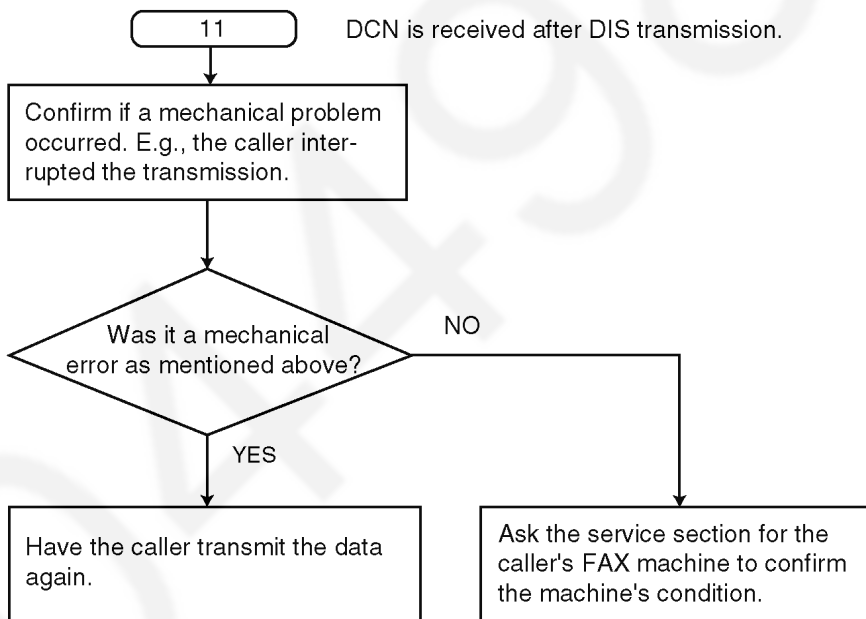 11
DCN is received after DIS transmission.
Confirm if a mechanical problem
occurred. E.g., the caller inter-
rupted the transmission.
Was it a mechanical
error as mentioned above?
NO
YES
Have the caller transmit the data
again.
Ask the service section for the
caller's FAX machine to confirm
the machine's condition.